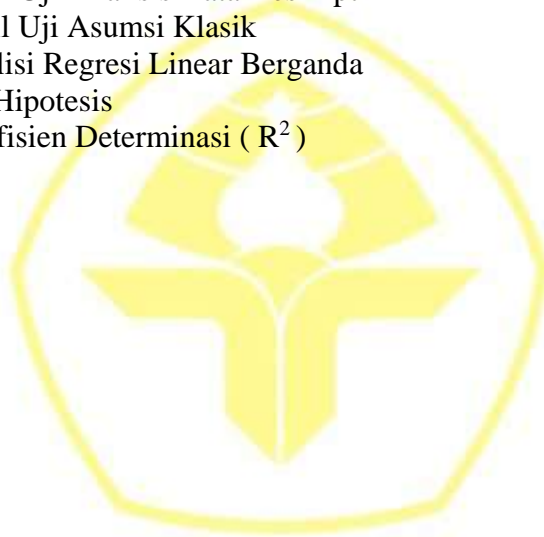 l Uji Asumsi Klasik
lisi Regresi Linear Berganda
Hipotesis
fisien Determinasi ( R² )